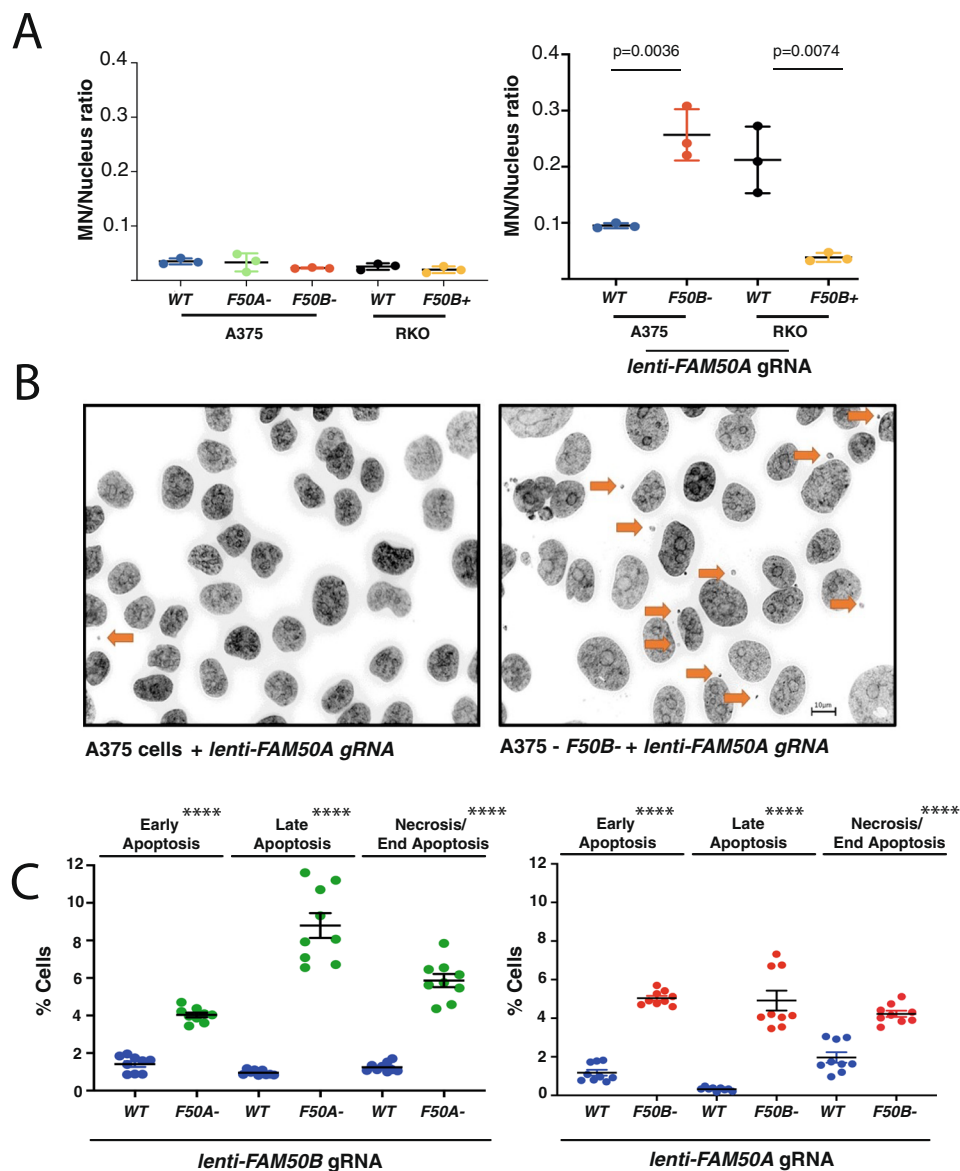 A
MN/Nucleus ratio
0.4
0.3
0.2
0.1
WT F50A- F50B- WT F50B+
A375 RKO
MN/Nucleus ratio
0.4
0.3
0.2
0.1
p=0.0036 p=0.0074
WT F50B- WT F50B+
A375 RKO
lenti-FAM50A gRNA
B
10µm
A375 cells + lenti-FAM50A gRNA
A375 - F50B- + lenti-FAM50A gRNA
C
Early **** Late **** Necrosis/ ****
Apoptosis Apoptosis End Apoptosis
% Cells
12
10
8
6
4
2
0
WT F50A- WT F50A- WT F50A-
lenti-FAM50B gRNA
Early **** Late **** Necrosis/ ****
Apoptosis Apoptosis End Apoptosis
% Cells
12
10
8
6
4
2
0
WT F50B- WT F50B- WT F50B-
lenti-FAM50A gRNA